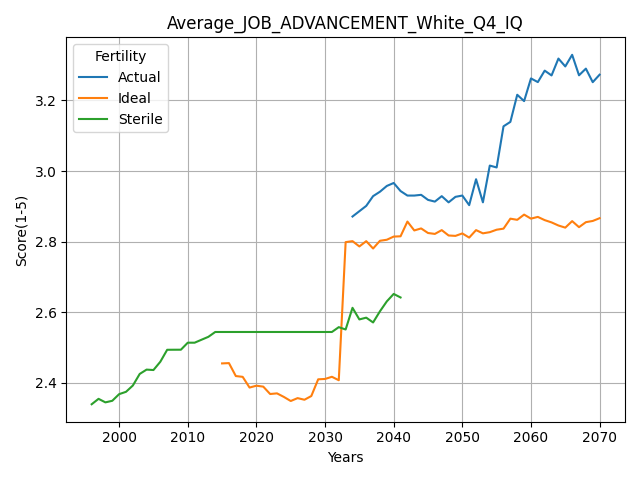 Average_JOB_ADVANCEMENT_White_Q4_IQ
Fertility
Actual
Ideal
Sterile
Score(1-5)
3.2
3.0
2.8
2.6
2.4
2000 2010 2020 2030 2040 2050 2060 2070
Years